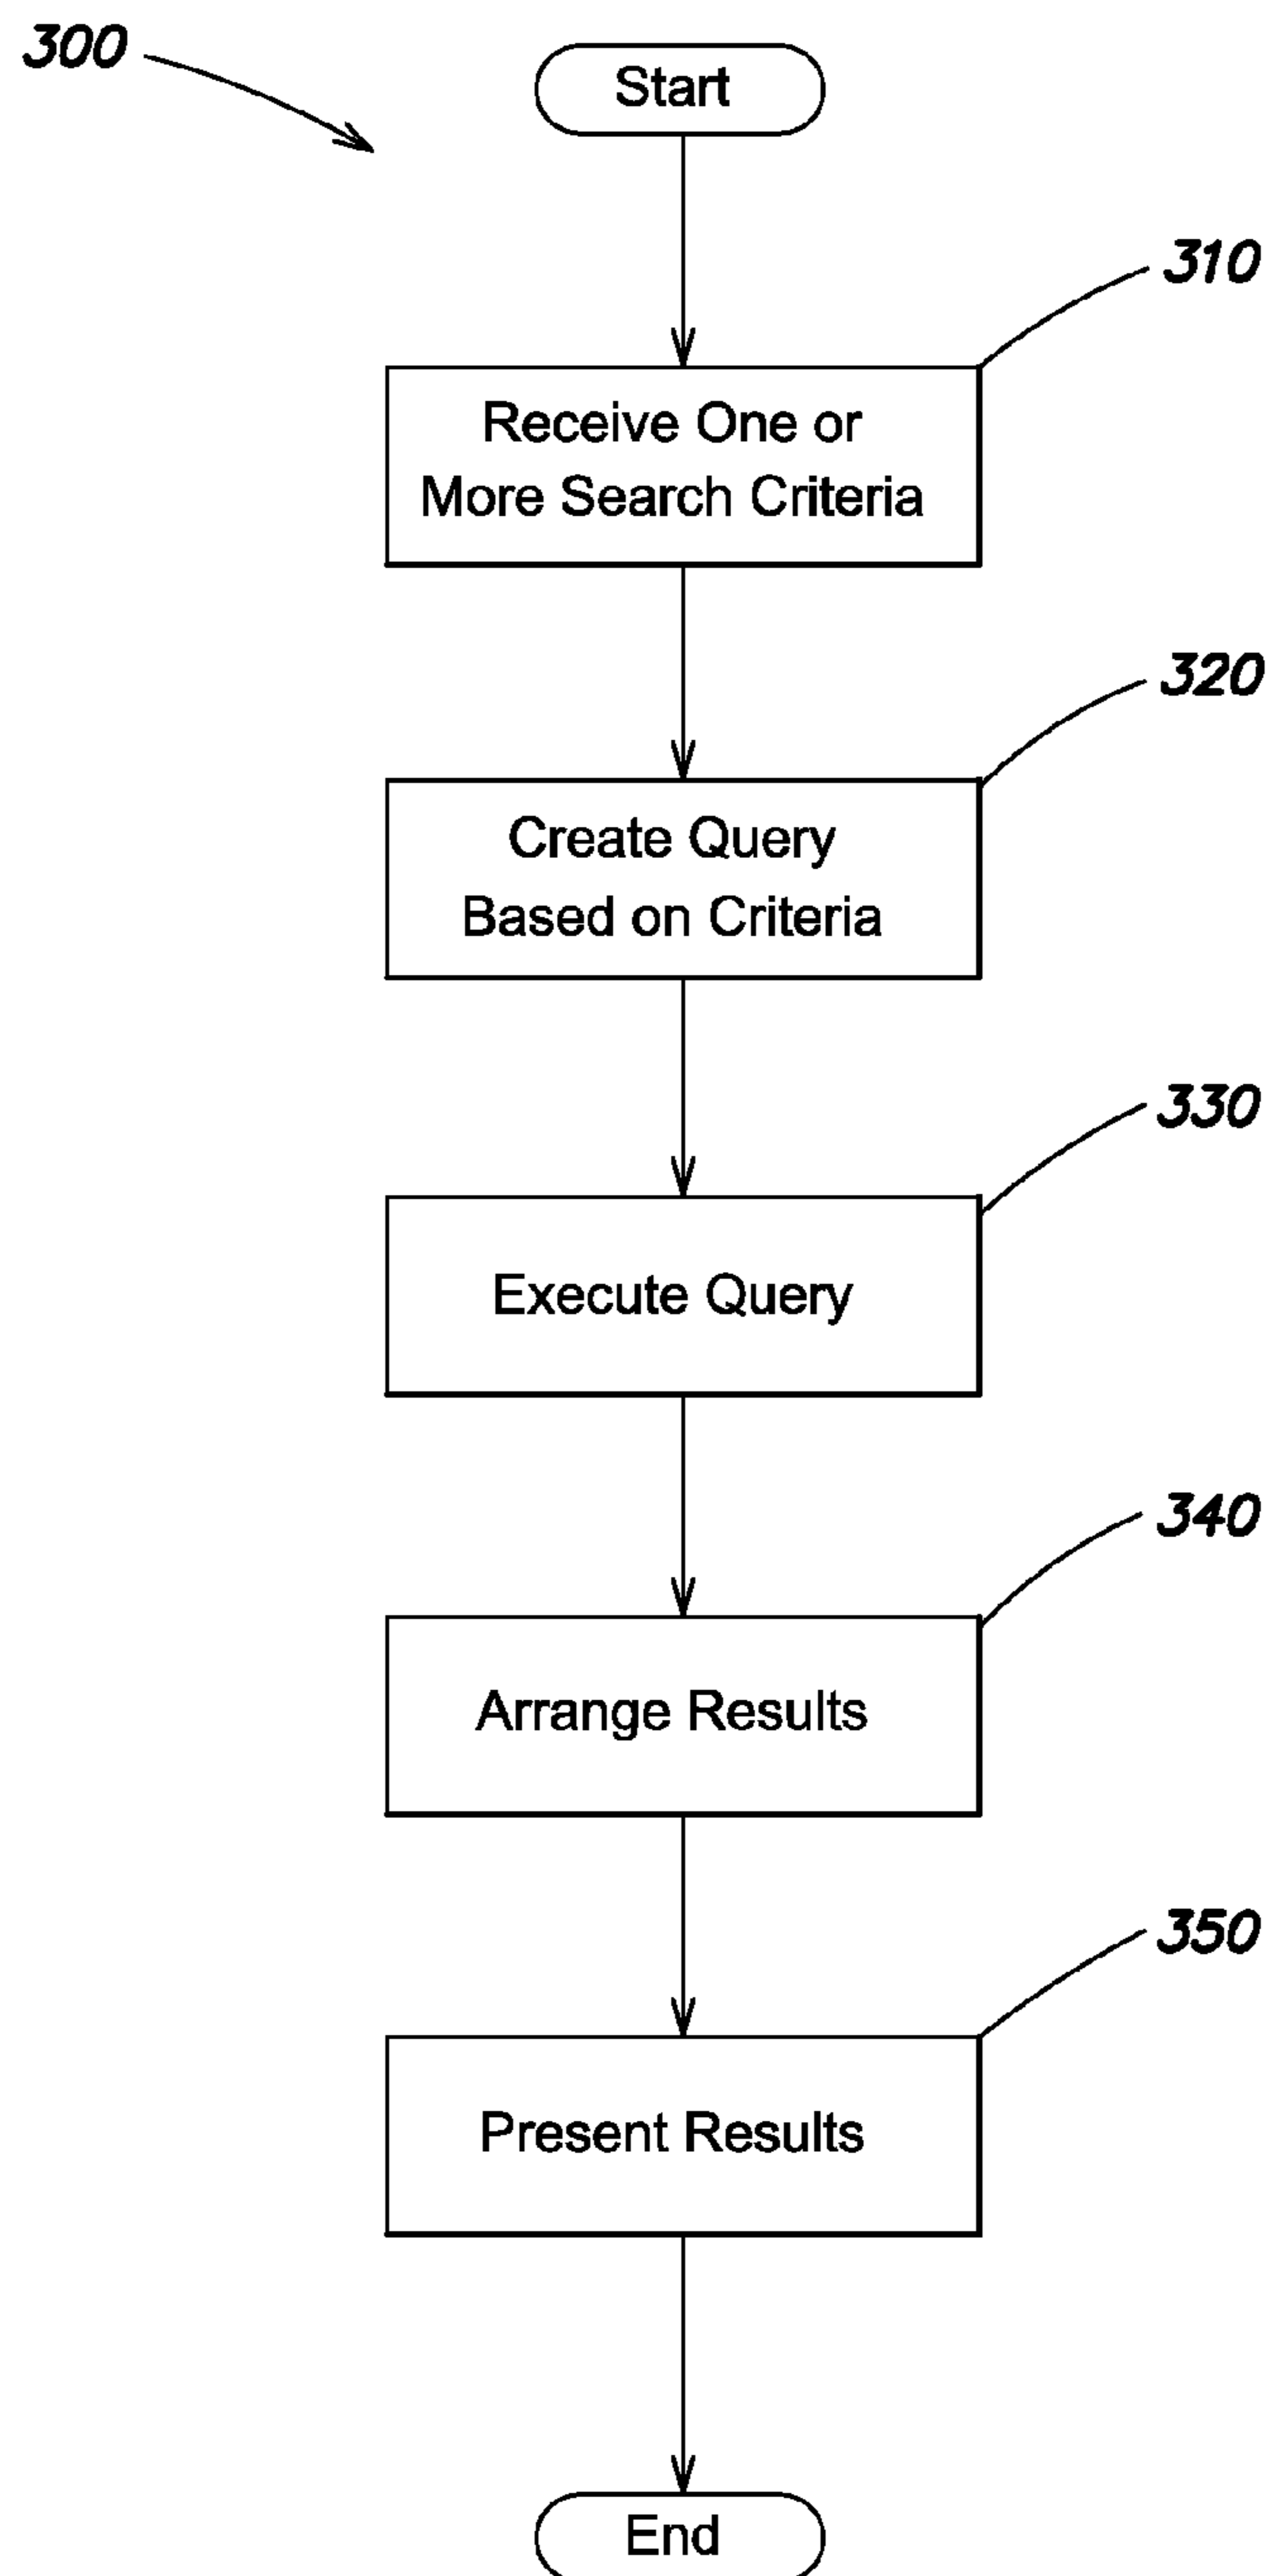 300
Start
310
Receive One or
More Search Criteria
320
Create Query
Based on Criteria
330
Execute Query
340
Arrange Results
350
Present Results
End